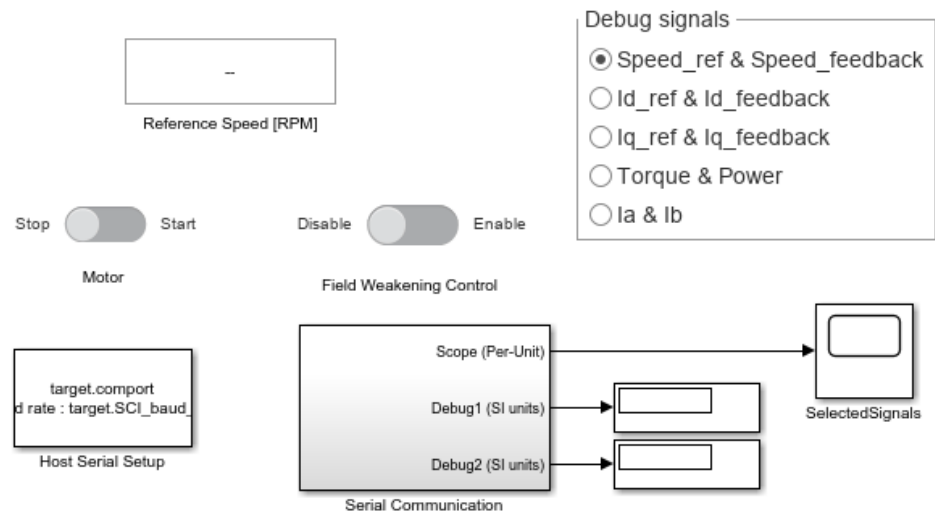 Debug signals
--
Speed_ref & Speed_feedback
Id_ref & Id_feedback
Reference Speed [RPM]
Iq_ref & Iq_feedback
Torque & Power
Ia & Ib
Stop
Start
Disable
Enable
Motor
Field Weakening Control
Scope (Per-Unit)
target.comport
d rate : target.SCI_baud_
Debug1 (SI units)
SelectedSignals
Host Serial Setup
Debug2 (SI units)
Serial Communication